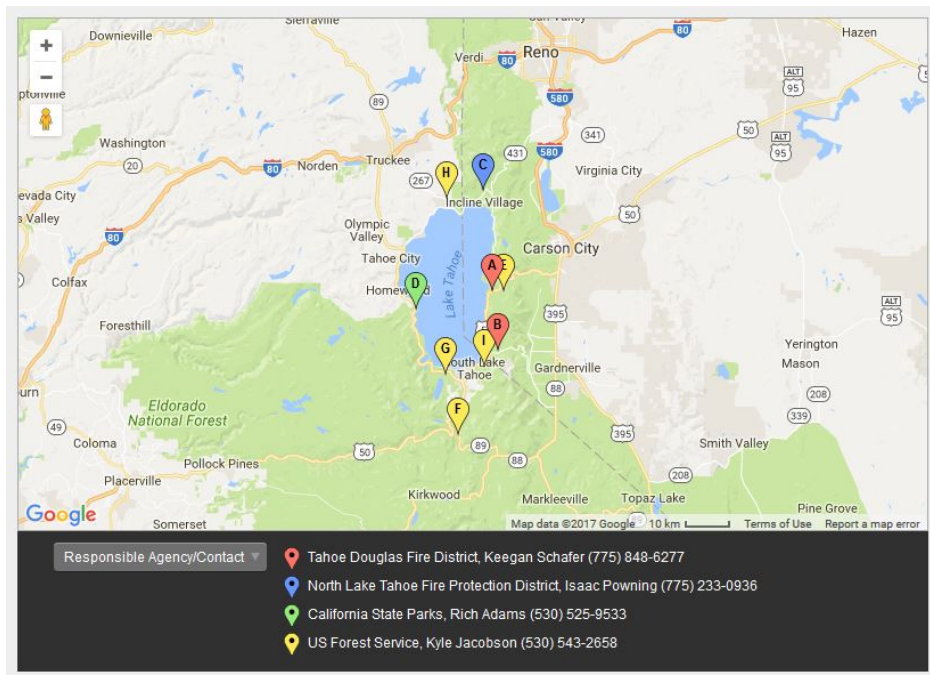 Downieville
Sierraville
Sun Valley
Hazen
80
Reno
Verdi
80
ALT
95
89
580
ptonville
341
50
ALT
95
Washington
20
80
Norden
Truckee
431
580
Virginia City
H
C
267
Incline Village
evada City
s Valley
50
80
Olympic
Valley
Carson City
Tahoe City
A
E
Colfax
D
Homew
Lake Tahoe
395
ALT
95
Foresthill
B
I
G
outh Lake
Tahoe
Gardnerville
Yerington
Mason
urn
88
208
Eldorado
National Forest
F
339
49
Coloma
50
89
88
395
Smith Valley
Pollock Pines
208
Placerville
Kirkwood
Markleeville
Topaz Lake
Pine Grove
Google
Somerset
89
Map data ©2017 Google
10 km
Terms of Use
Report a map error
Responsible Agency/Contact
Tahoe Douglas Fire District, Keegan Schafer (775) 848-6277
North Lake Tahoe Fire Protection District, Isaac Powning (775) 233-0936
California State Parks, Rich Adams (530) 525-9533
US Forest Service, Kyle Jacobson (530) 543-2658